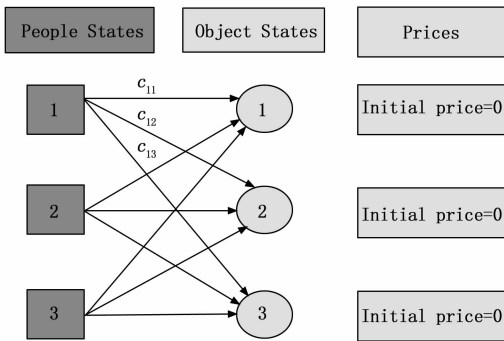 People States
Object States
Prices
1
c11
1
Initial price=0
c12
c13
2
2
Initial price=0
3
3
Initial price=0